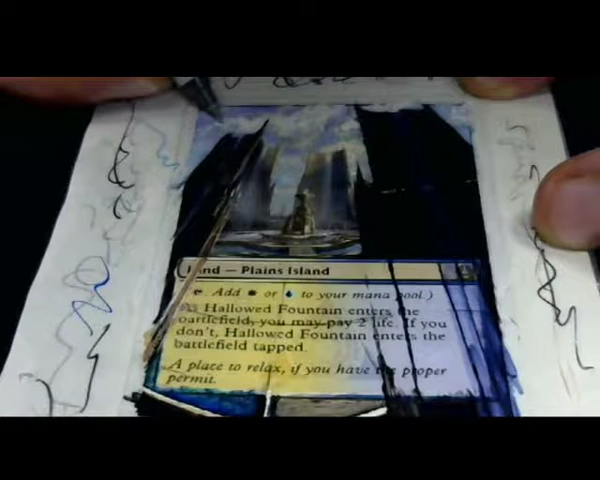 Land — Plains Island
: Add or to your mana pool.)
As Hallowed Fountain enters the
battlefield, you may pay 2 life. If you
don't, Hallowed Fountain enters the
battlefield tapped.
A place to relax, if you have the proper
permit.